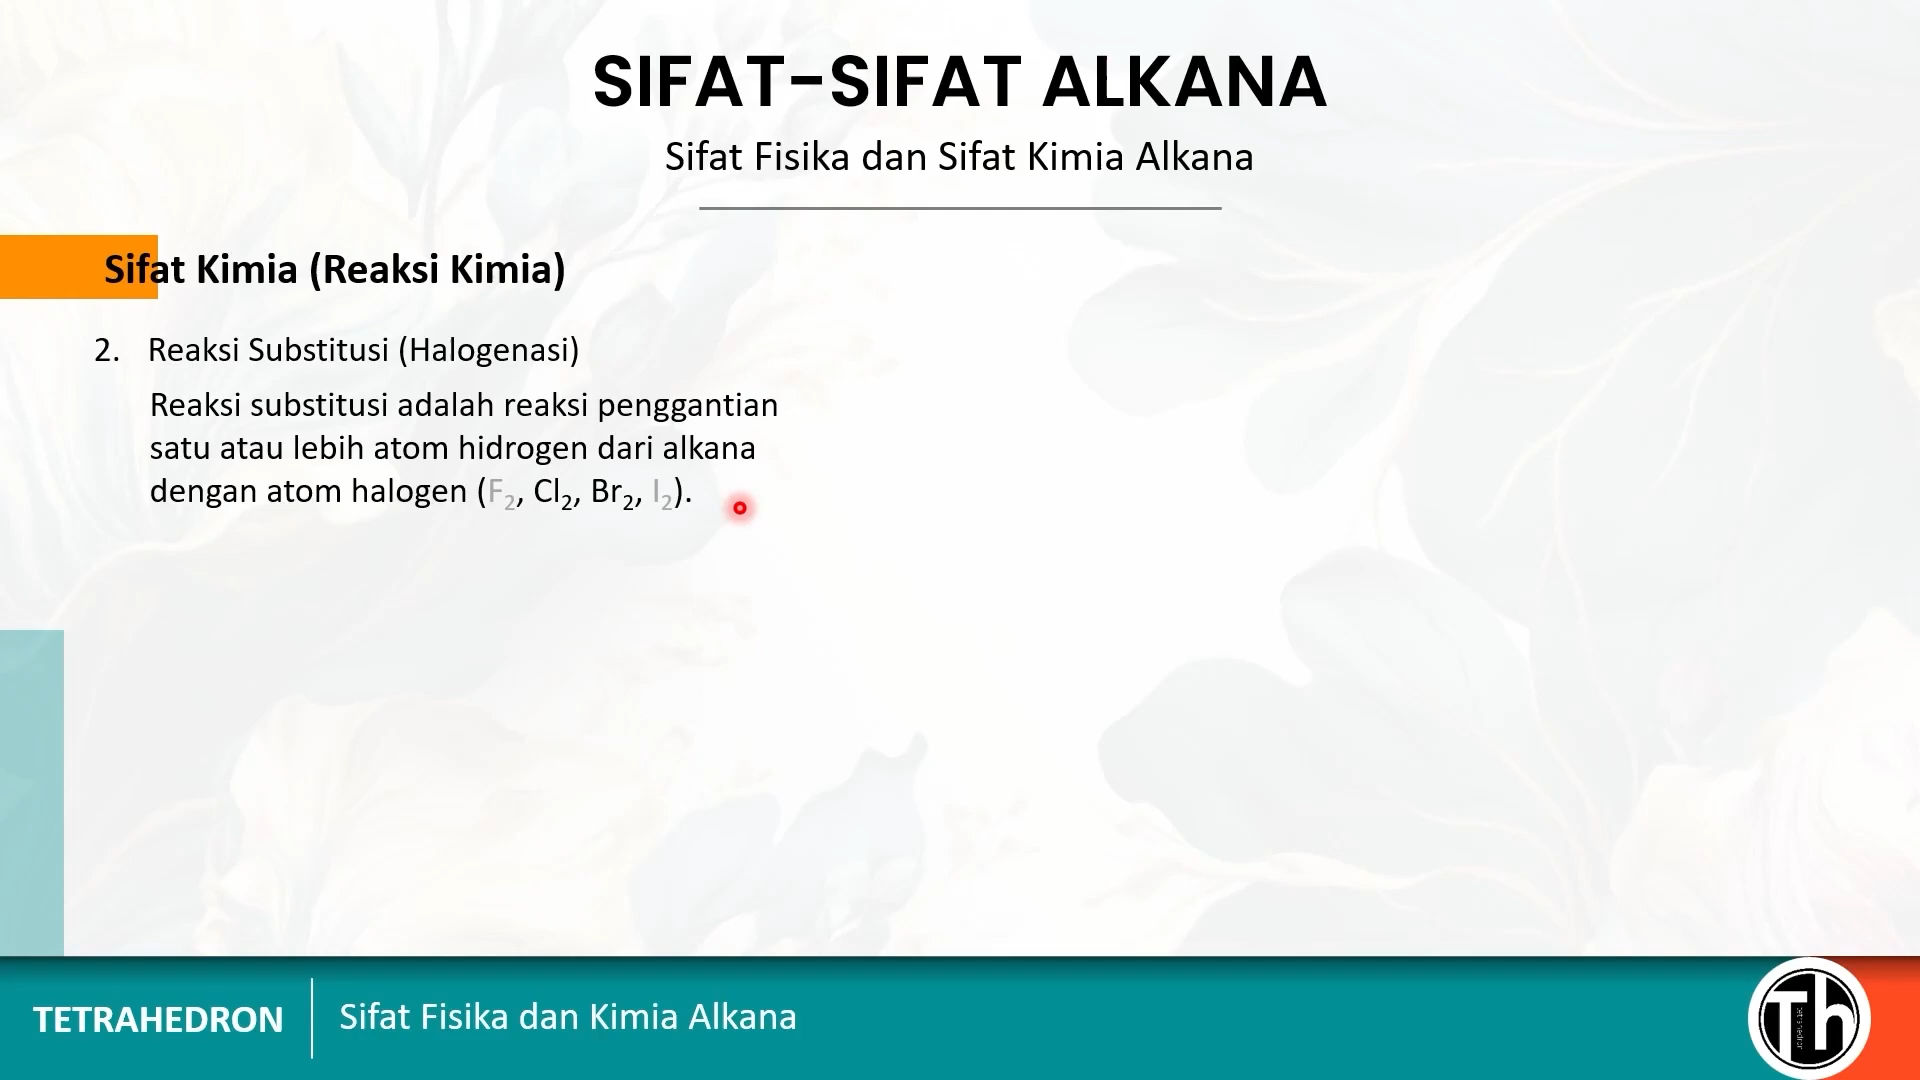 SIFAT-SIFAT ALKANA
Sifat Fisika dan Sifat Kimia Alkana
Sifat Kimia (Reaksi Kimia)
2. Reaksi Substitusi (Halogenasi)
Reaksi substitusi adalah reaksi penggantian
satu atau lebih atom hidrogen dari alkana
dengan atom halogen (F₂, Cl₂, Br₂, I₂).
TETRAHEDRON
Sifat Fisika dan Kimia Alkana
Th